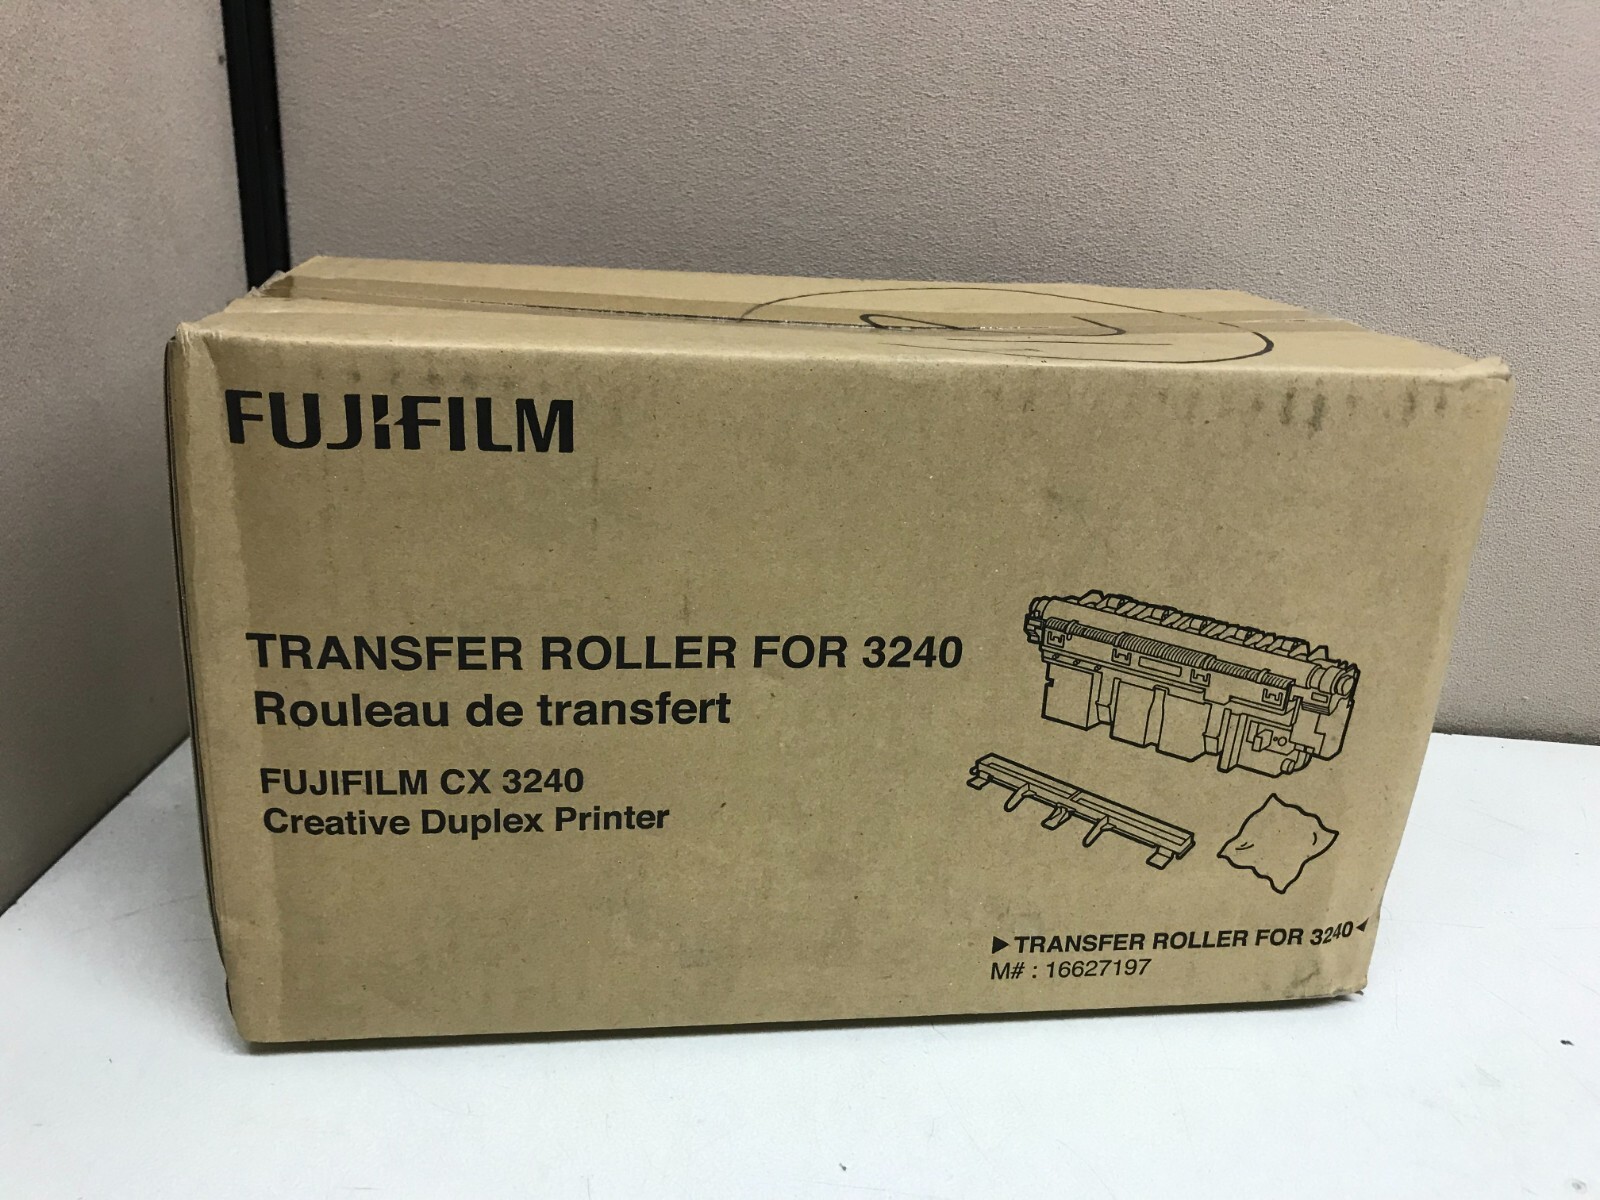 FUJIFILM
TRANSFER ROLLER FOR 3240
Rouleau de transfert
FUJIFILM CX 3240
Creative Duplex Printer
▶TRANSFER ROLLER FOR 3240◀
M# : 16627197